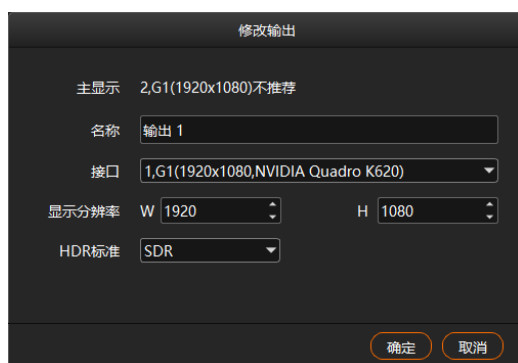 修改输出
主显示 2,G1(1920x1080)不推荐
名称 输出 1
接口 1,G1(1920x1080,NVIDIA Quadro K620)
显示分辨率 W 1920 H 1080
HDR标准 SDR
确定 取消